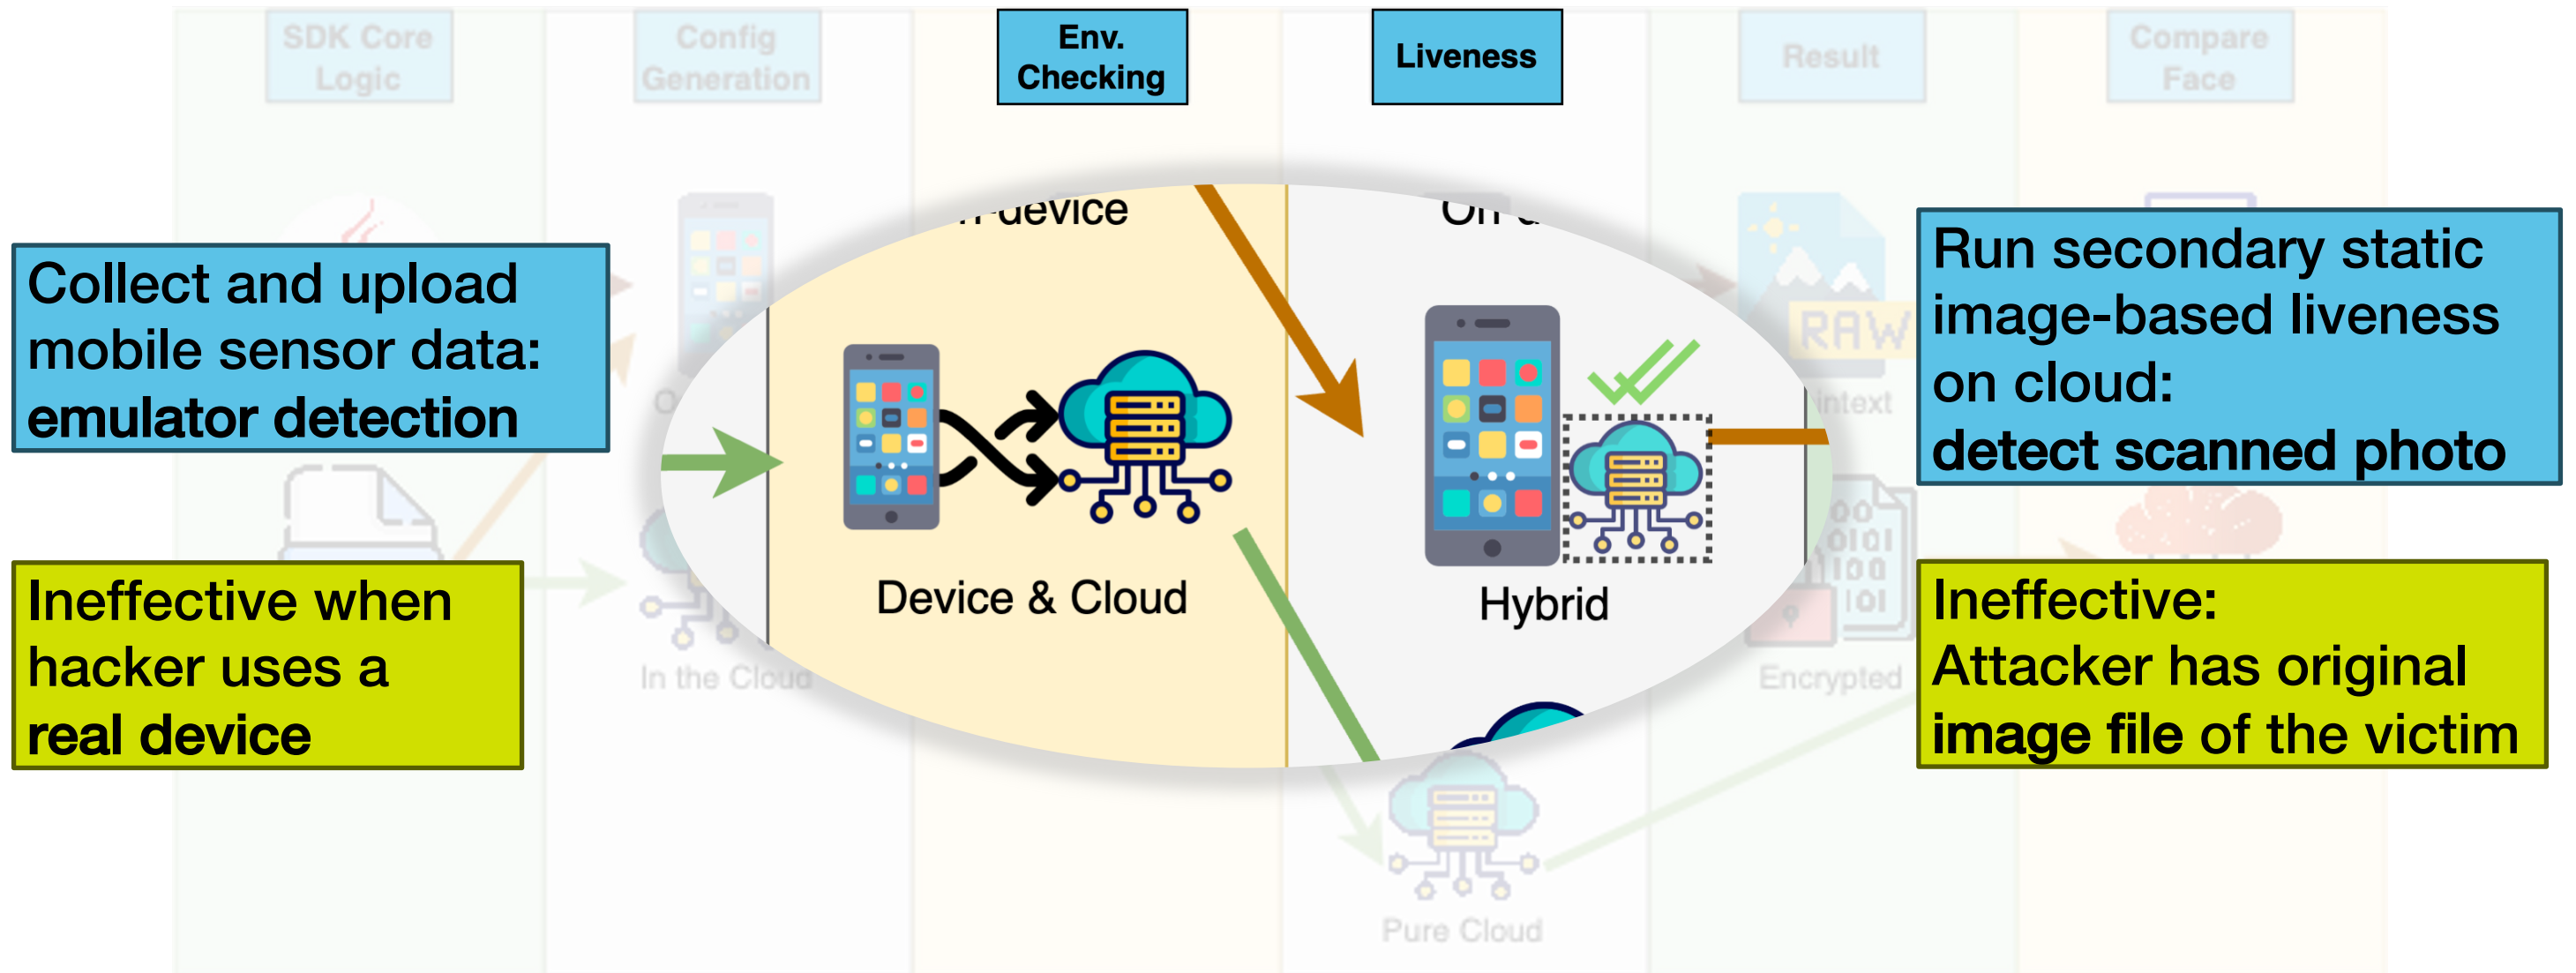 SDK Core
Logic
Config
Generation
Env.
Checking
Liveness
Result
Compare
Face
Collect and upload
mobile sensor data:
emulator detection
Ineffective when
hacker uses a
real device
In the Cloud
Device & Cloud
Hybrid
Pure Cloud
RAW
Encrypted
Run secondary static
image-based liveness
on cloud:
detect scanned photo
Ineffective:
Attacker has original
image file of the victim